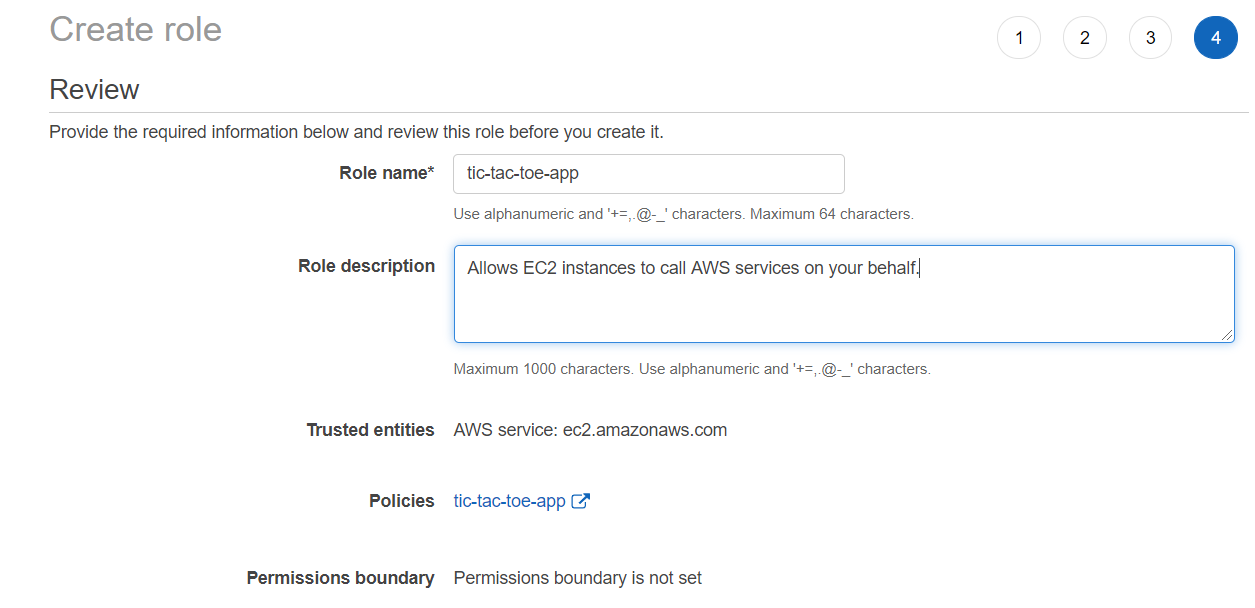 Create role
1 2 3 4
Review
Provide the required information below and review this role before you create it.
Role name* tic-tac-toe-app
Use alphanumeric and '+=,.@-_' characters. Maximum 64 characters.
Role description Allows EC2 instances to call AWS services on your behalf.
Maximum 1000 characters. Use alphanumeric and '+=,.@-_' characters.
Trusted entities AWS service: ec2.amazonaws.com
Policies tic-tac-toe-app
Permissions boundary Permissions boundary is not set